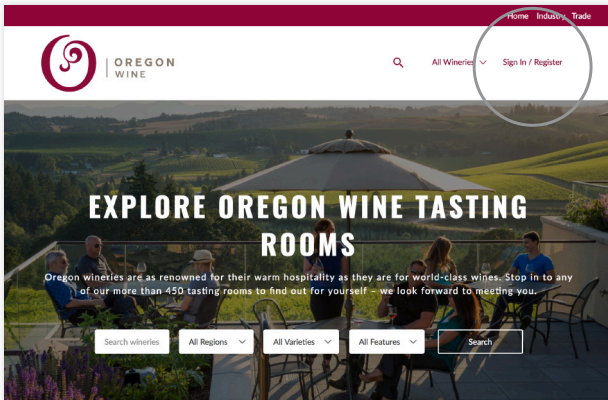 Home Industry Trade
OREGON
WINE
All Wineries
Sign In / Register
EXPLORE OREGON WINE TASTING
ROOMS
Oregon wineries are as renowned for their warm hospitality as they are for world-class wines. Stop in to any
of our more than 450 tasting rooms to find out for yourself – we look forward to meeting you.
Search wineries
All Regions
All Varieties
All Features
Search